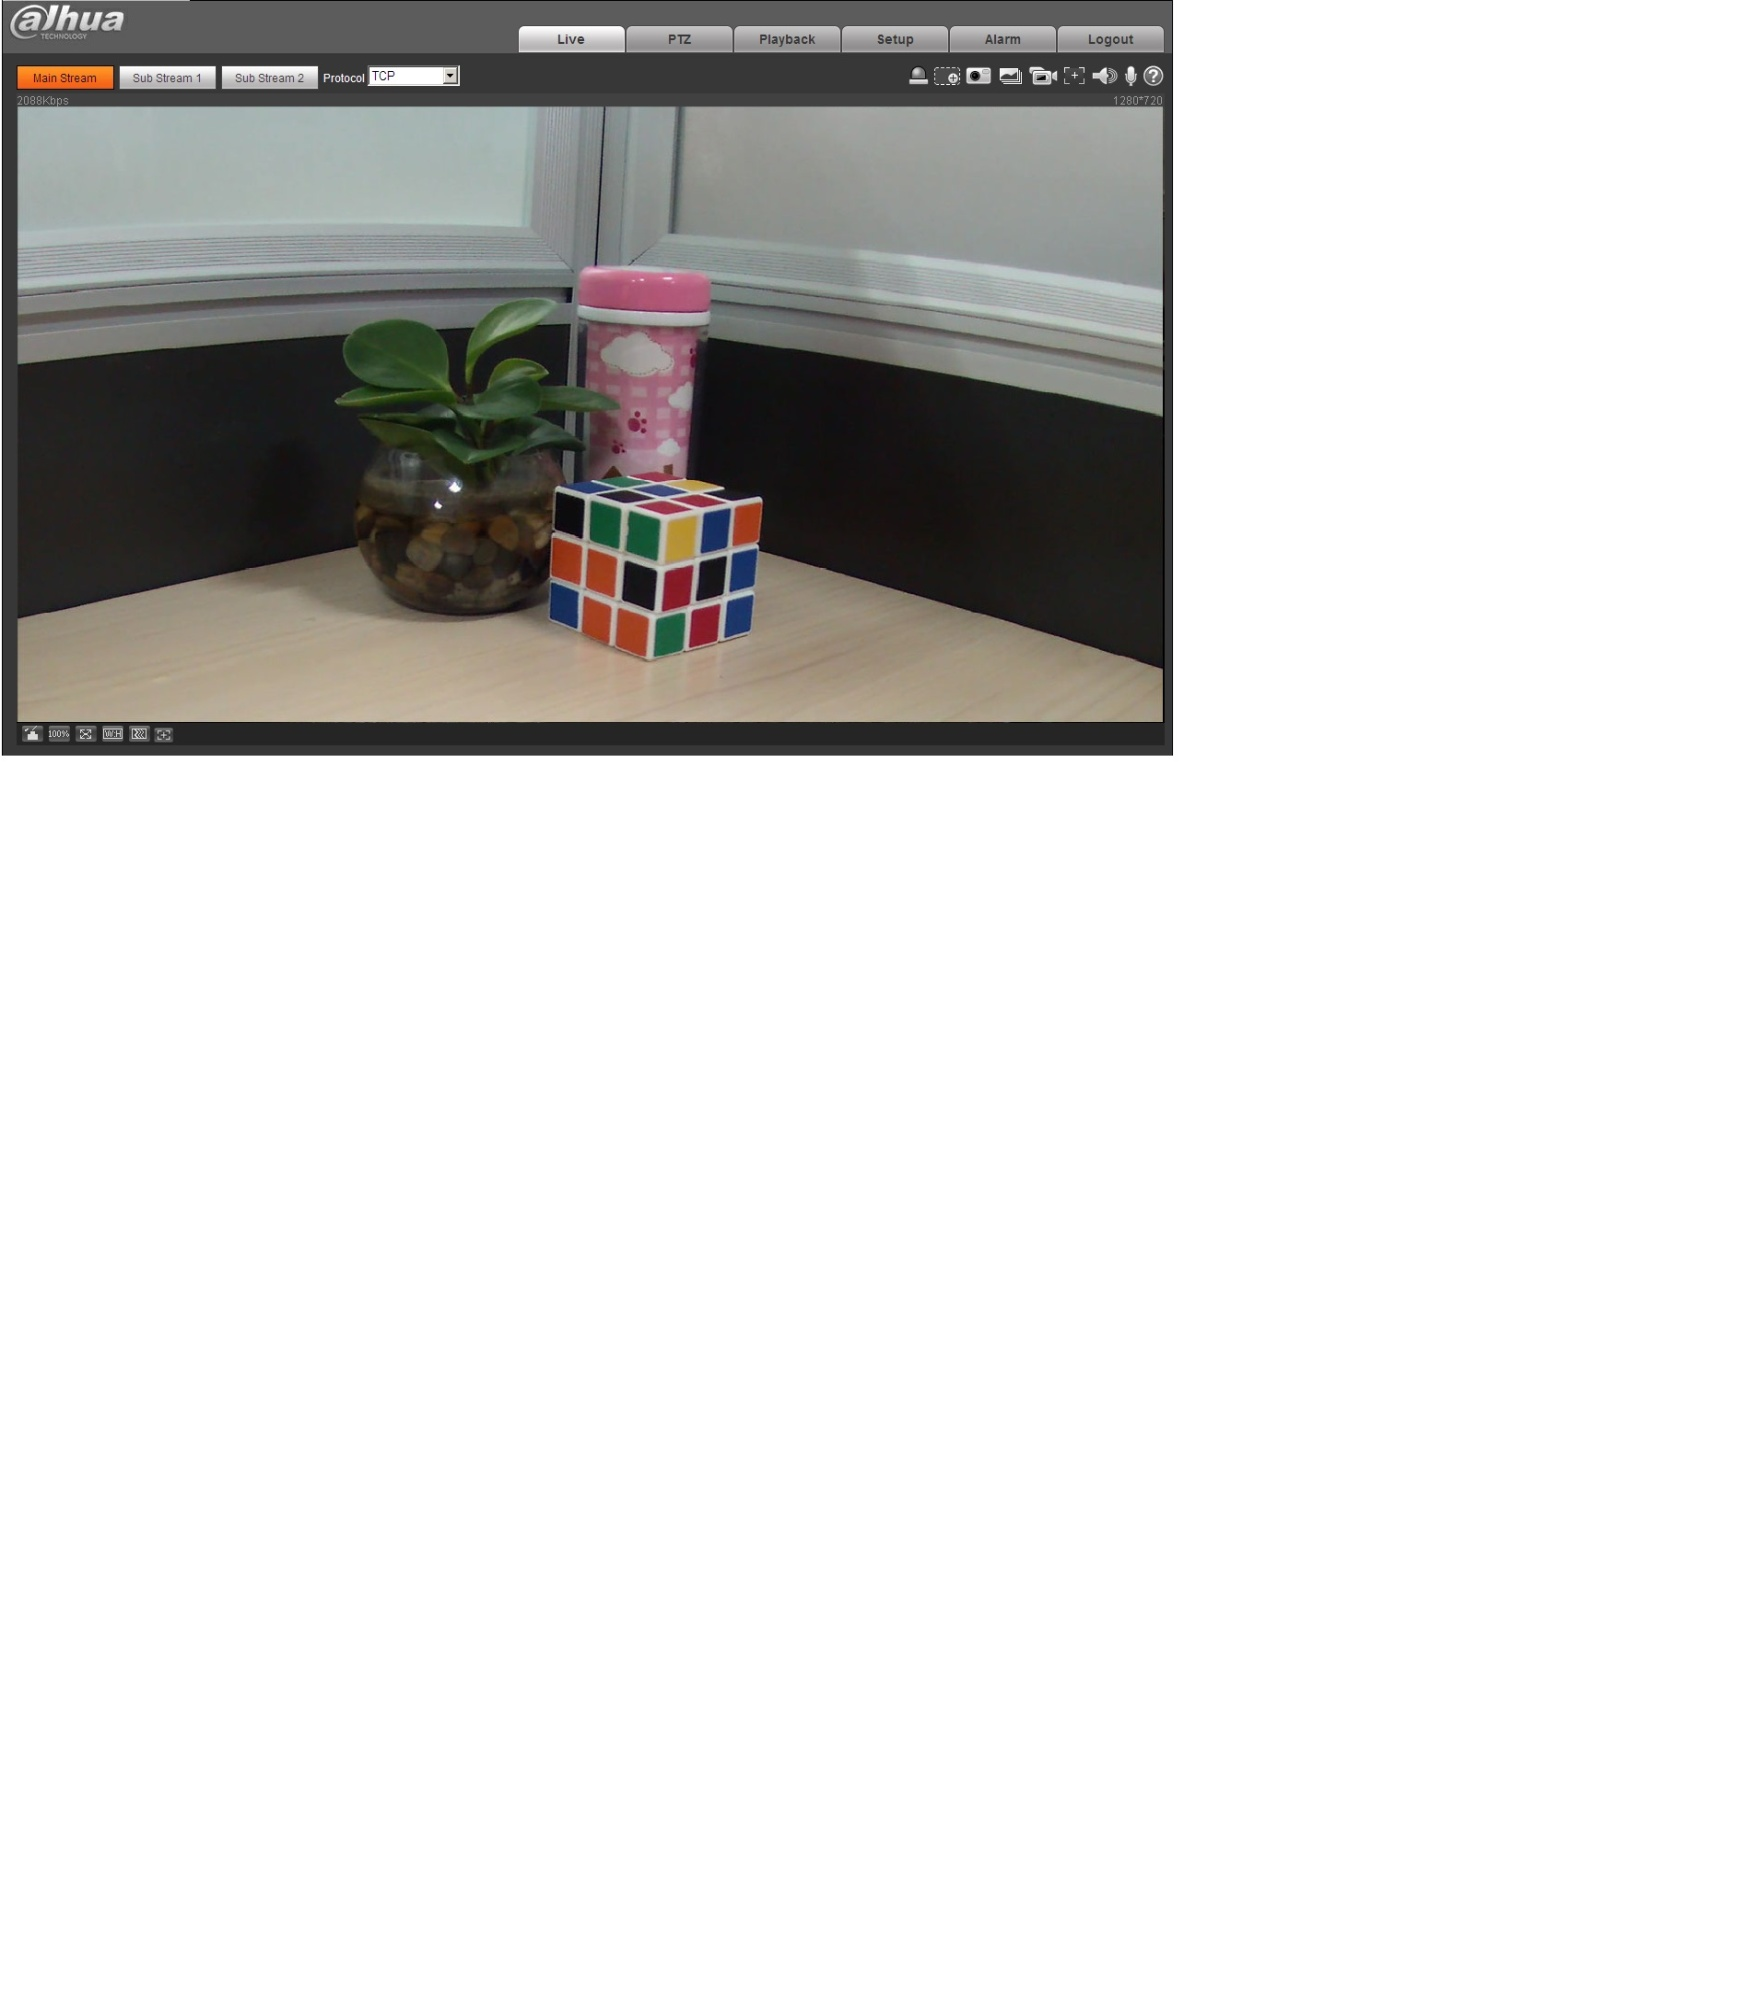 alhua
TECHNOLOGY
Live PTZ Playback Setup Alarm Logout
Main Stream Sub Stream 1 Sub Stream 2 Protocol TCP
2088Kbps 1280*720
100% W:H